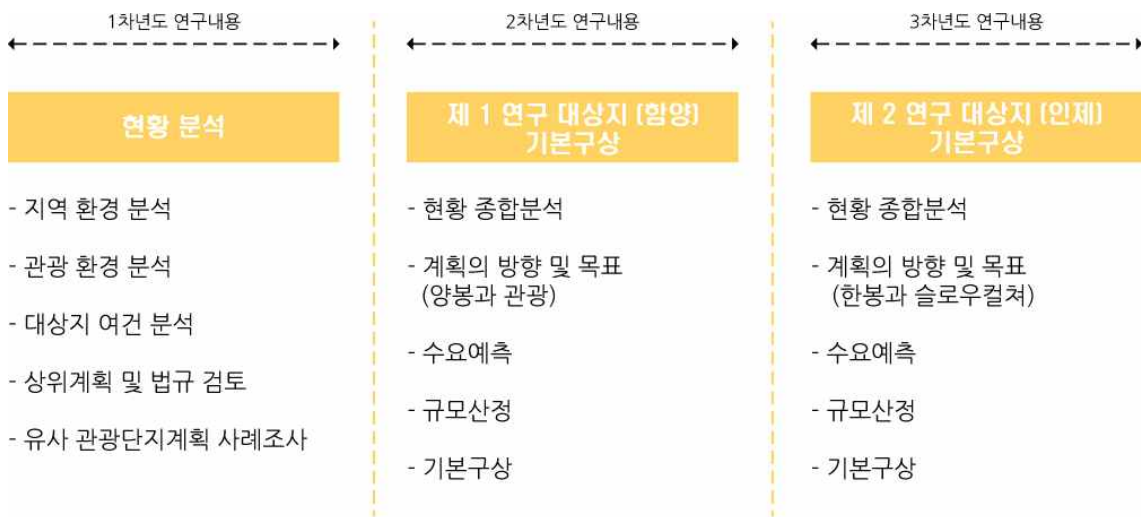 1차년도 연구내용
현황 분석
- 지역 환경 분석
- 관광 환경 분석
- 대상지 여건 분석
- 상위계획 및 법규 검토
- 유사 관광단지계획 사례조사
2차년도 연구내용
제 1 연구 대상지 (함양)
기본구상
- 현황 종합분석
- 계획의 방향 및 목표
(양봉과 관광)
- 수요예측
- 규모산정
- 기본구상
3차년도 연구내용
제 2 연구 대상지 (인제)
기본구상
- 현황 종합분석
- 계획의 방향 및 목표
(한봉과 슬로우컬쳐)
- 수요예측
- 규모산정
- 기본구상